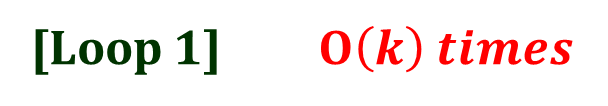 [Loop 1] O(k) times